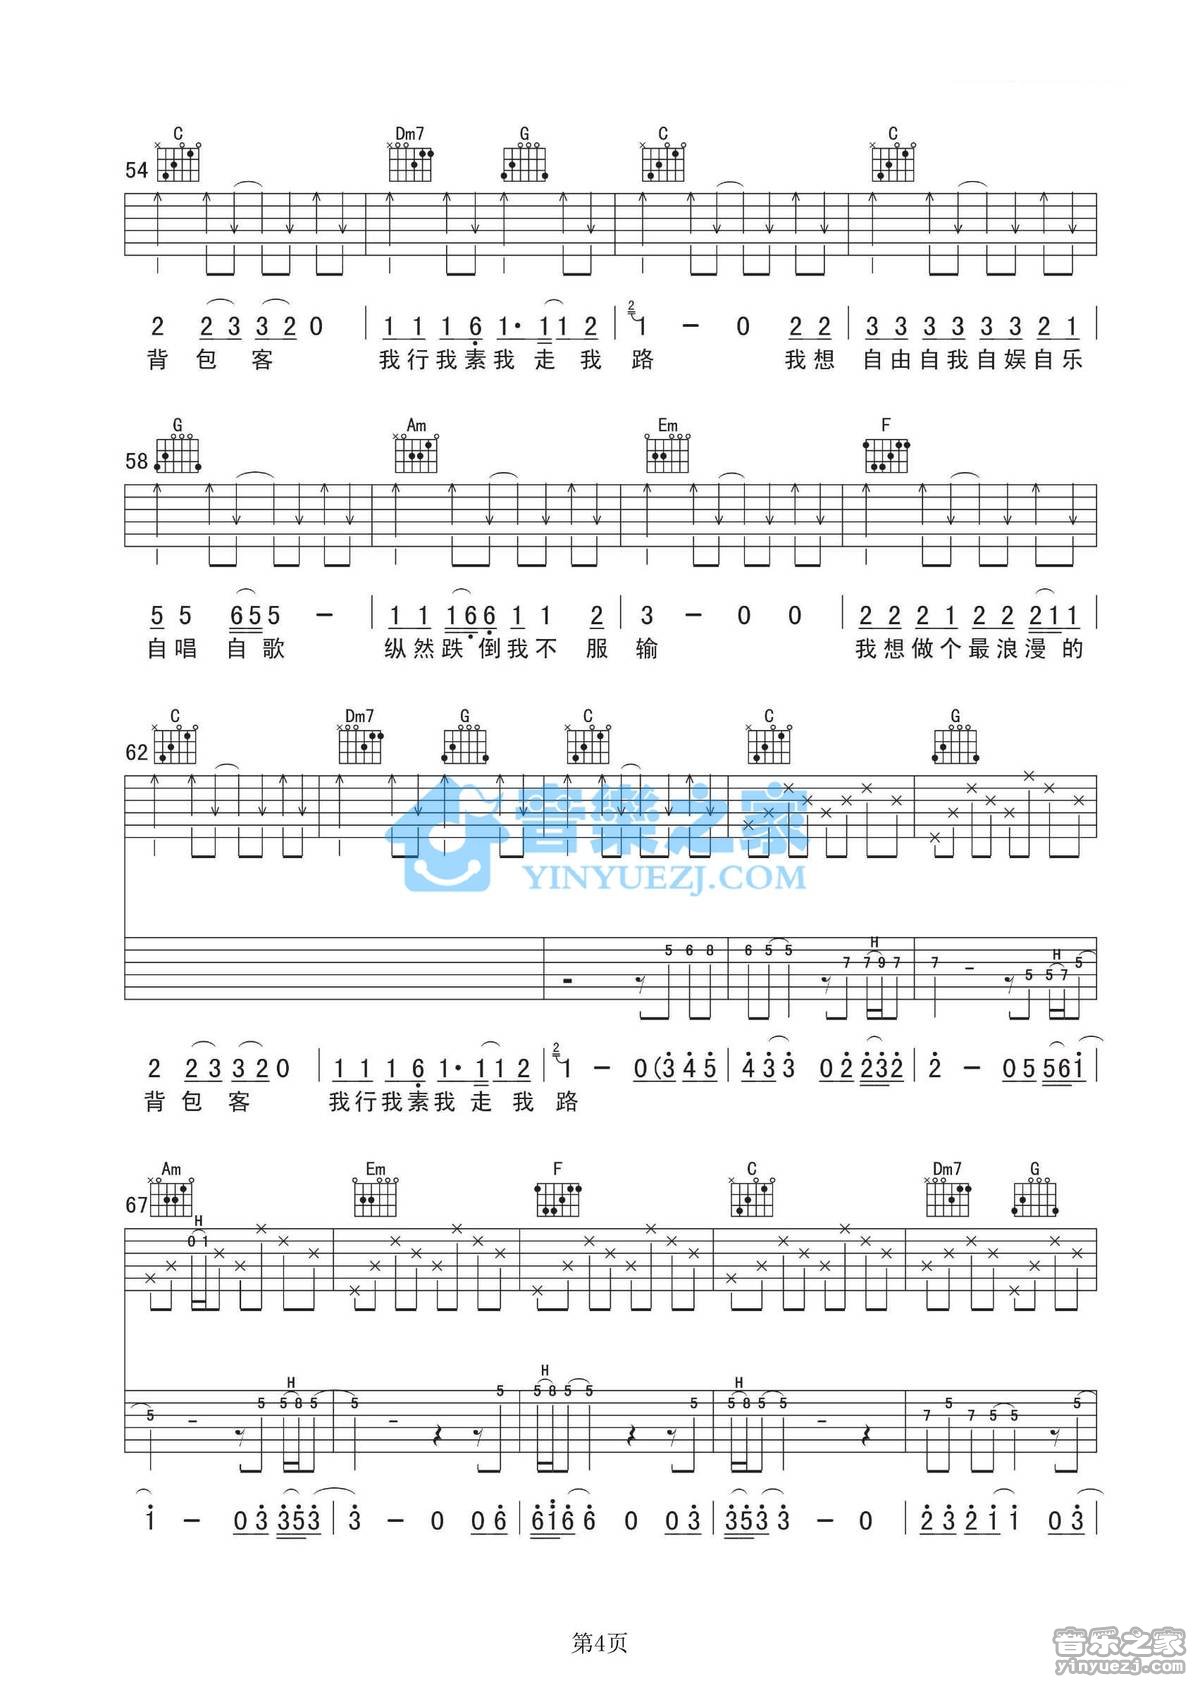 C Dm7 G C C
54
2 2 3 3 2 0 | 1 1 1 6 1· 1 1 2 | 2 1 - 0 2 2 | 3 3 3 3 3 3 2 1 |
背包客 我行我素我走我路 我想自由自我自娱自乐
G Am Em F
58
5 5 6 5 5 - | 1 1 1 6 6 1 1 2 | 3 - 0 0 | 2 2 2 1 2 2 2 1 1 |
自唱自歌 纵然跌倒我不服输 我想做个最浪漫的
C Dm7 G C C G
62
音樂之家
YINYUEZJ.COM
H H
5 6 8 6 5 5 7 7 9 7 7 - 5 5 7 5
2 2 3 3 2 0 | 1 1 1 6 1· 1 1 2 | 2 1 - 0 (3 4 5 | 4 3 3 0 2 2 3 2 | 2 - 0 5 5 6 1 |
背包客 我行我素我走我路
Am Em F C Dm7 G
67
H
0 1
H H H
5 - 5 5 8 5 5 - 5 5 8 5 5 5 5 8 5 5 - 7 5 7 5 5 5
1 - 0 3 3 5 3 | 3 - 0 0 6 | 6 1 6 6 0 0 3 | 3 5 3 3 - 0 | 2 3 2 1 1 0 3 |
第4页
音乐之家
yinyuezj.com